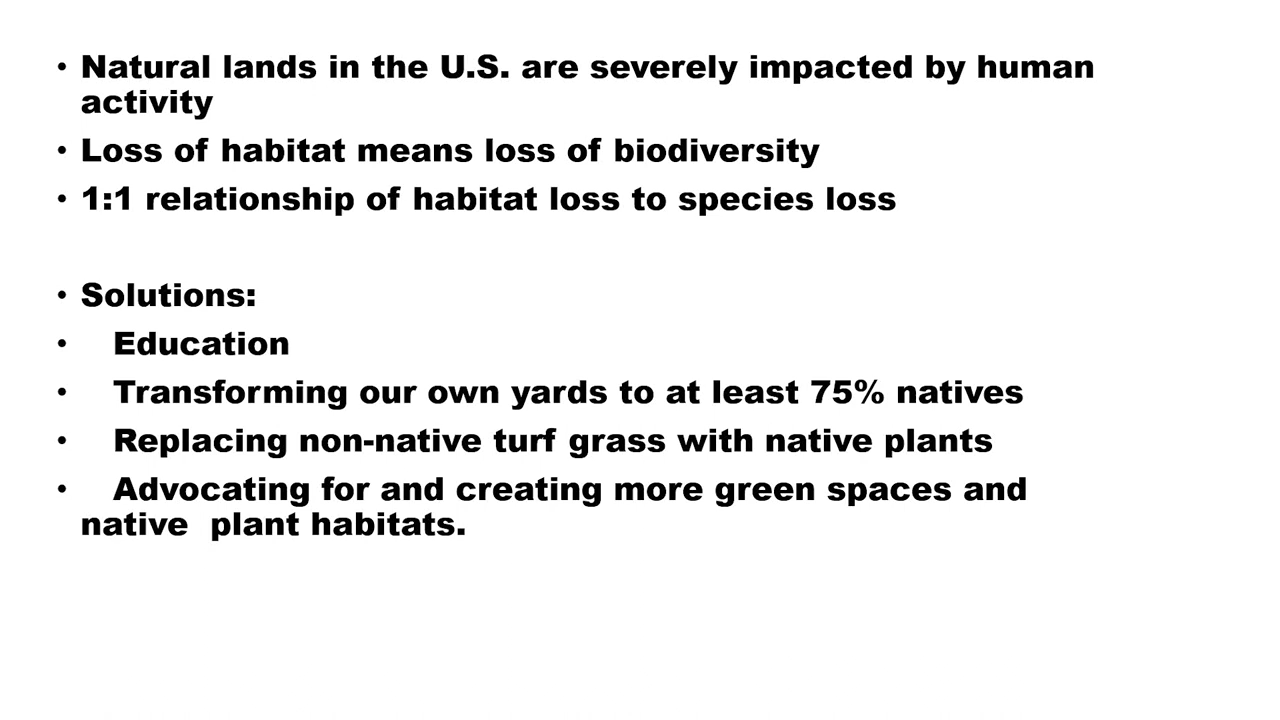 • Natural lands in the U.S. are severely impacted by human
activity
• Loss of habitat means loss of biodiversity
• 1:1 relationship of habitat loss to species loss
• Solutions:
• Education
• Transforming our own yards to at least 75% natives
• Replacing non-native turf grass with native plants
• Advocating for and creating more green spaces and
native  plant habitats.